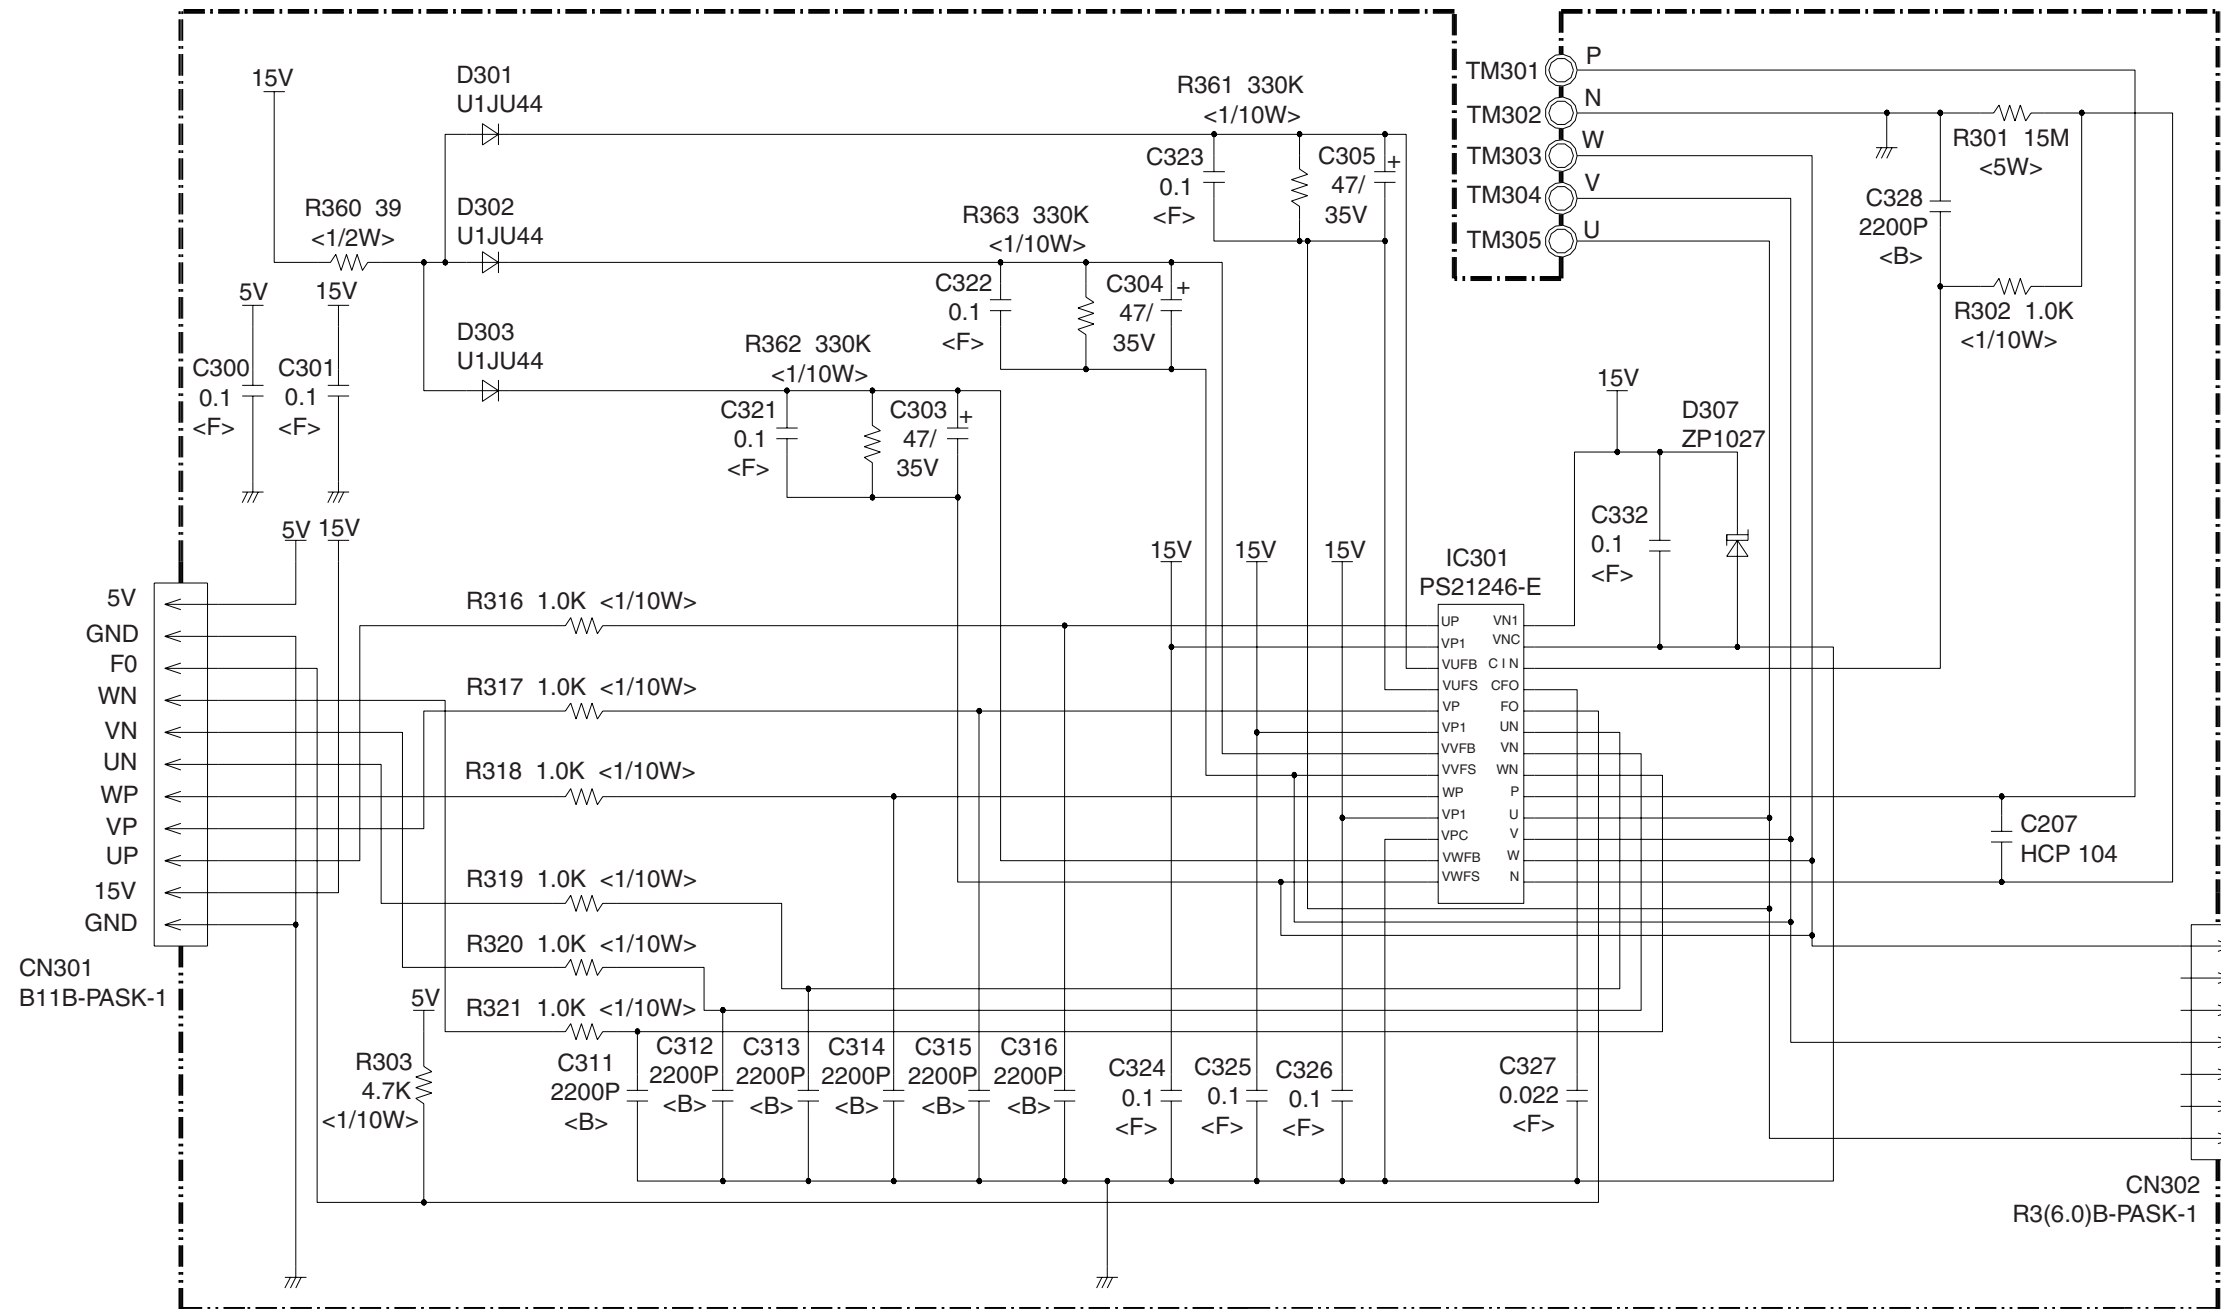 15V
D301
U1JU44
R361 330K
<1/10W>
C323
0.1
<F>
C305
+
47/
35V
TM301
P
TM302
N
TM303
W
TM304
V
TM305
U
R301 15M
<5W>
C328
2200P
<B>
R302 1.0K
<1/10W>
R360 39
<1/2W>
D302
U1JU44
R363 330K
<1/10W>
C322
0.1
<F>
C304
+
47/
35V
5V
15V
C300
0.1
<F>
C301
0.1
<F>
D303
U1JU44
R362 330K
<1/10W>
C321
0.1
<F>
C303
+
47/
35V
15V
D307
ZP1027
C332
0.1
<F>
5V
15V
15V
15V
15V
IC301
PS21246-E
5V
GND
F0
WN
VN
UN
WP
VP
UP
15V
GND
CN301
B11B-PASK-1
R316 1.0K <1/10W>
R317 1.0K <1/10W>
R318 1.0K <1/10W>
R319 1.0K <1/10W>
R320 1.0K <1/10W>
R321 1.0K <1/10W>
UP
VP1
VUFB
VUFS
VP
VP1
VVFB
VVFS
WP
VP1
VPC
VWFB
VWFS
VN1
VNC
CIN
CFO
FO
UN
VN
WN
P
U
V
W
N
C207
HCP 104
5V
R303
4.7K
<1/10W>
C311
2200P
<B>
C312
2200P
<B>
C313
2200P
<B>
C314
2200P
<B>
C315
2200P
<B>
C316
2200P
<B>
C324
0.1
<F>
C325
0.1
<F>
C326
0.1
<F>
C327
0.022
<F>
CN302
R3(6.0)B-PASK-1